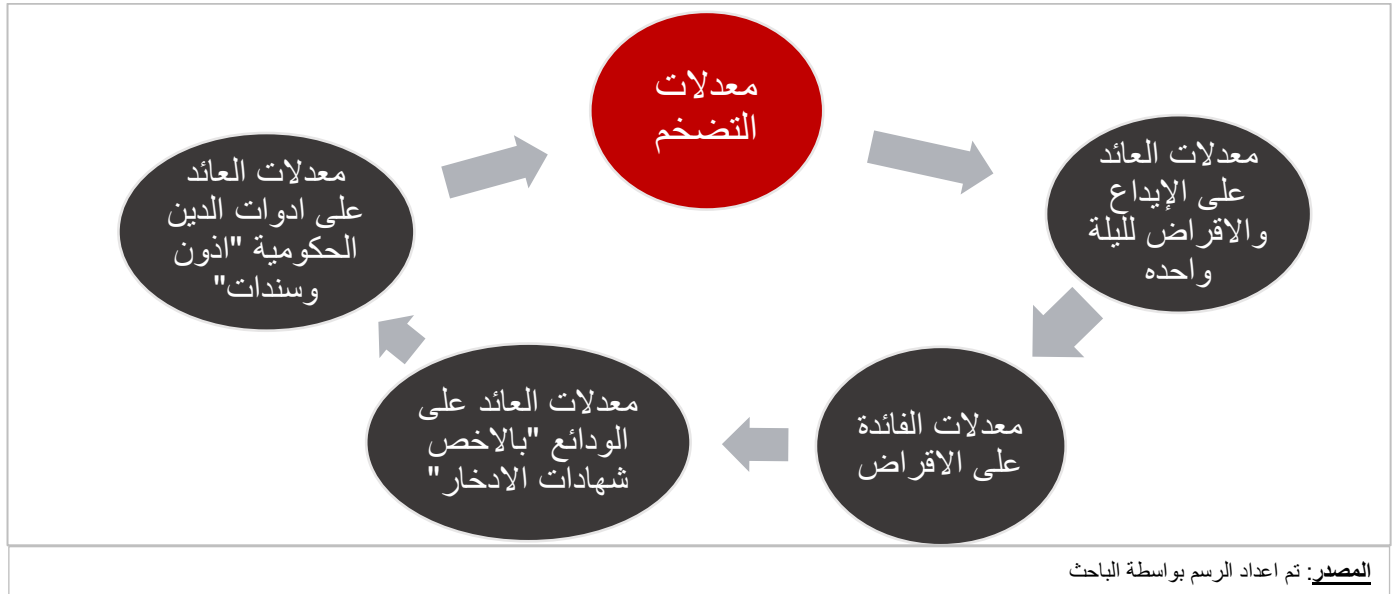 معدلات
التضخم
معدلات العائد
على الإيداع
والاقراض لليلة
واحده
معدلات الفائدة
على الاقراض
معدلات العائد على
الودائع "بالاخص
شهادات الادخار"
معدلات العائد
على ادوات الدين
الحكومية "اذون
وسندات"
المصدر: تم اعداد الرسم بواسطة الباحث